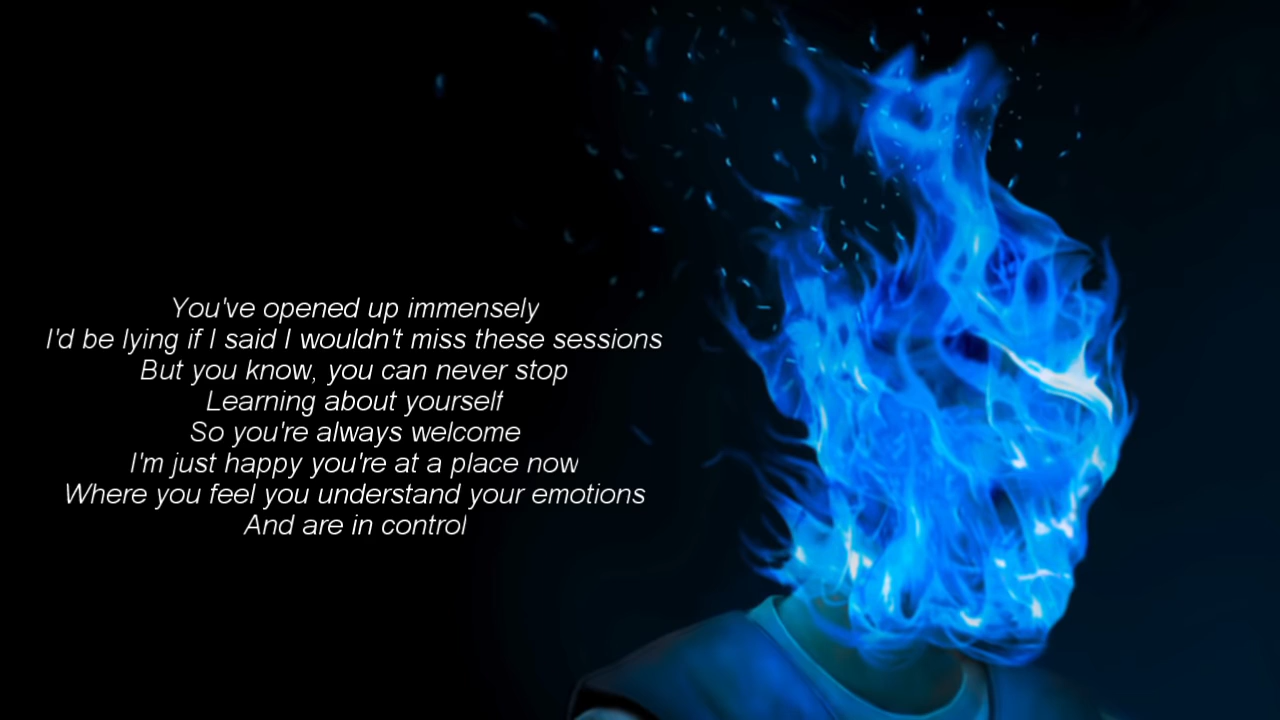 You've opened up immensely
I'd be lying if I said I wouldn't miss these sessions
But you know, you can never stop
Learning about yourself
So you're always welcome
I'm just happy you're at a place now
Where you feel you understand your emotions
And are in control